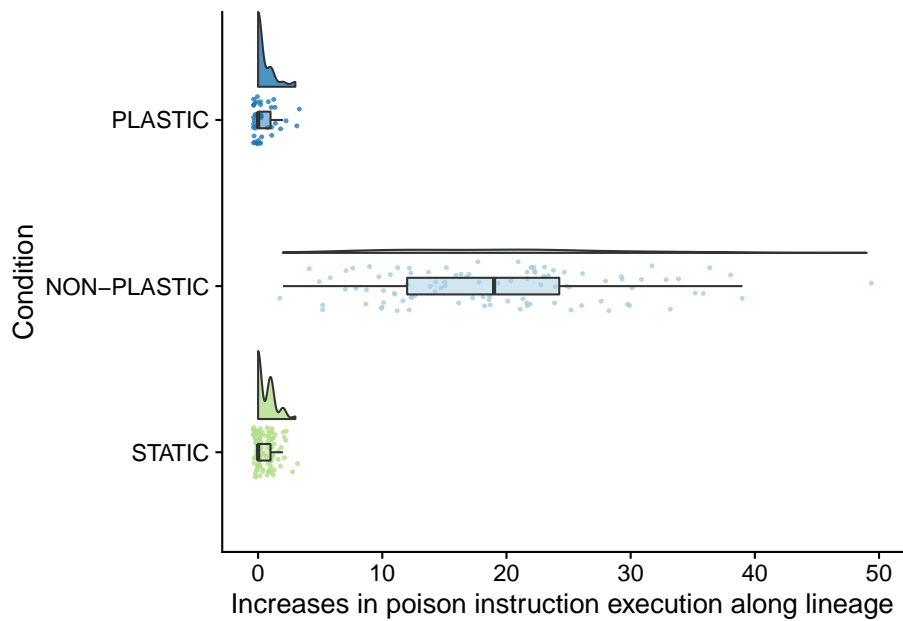 PLASTIC
NON−PLASTIC
STATIC
Condition
0 10 20 30 40 50
Increases in poison instruction execution along lineage